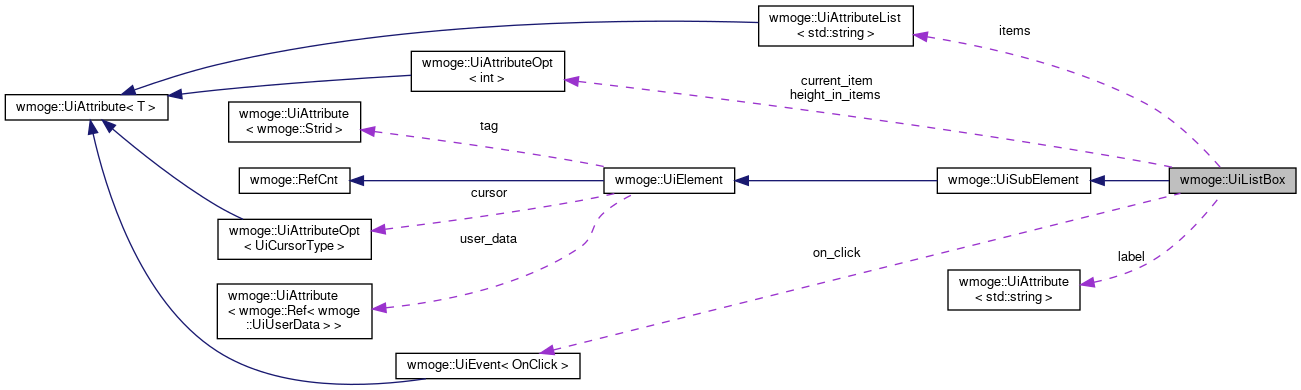 wmoge::UiAttributeList
< std::string >
items
wmoge::UiAttributeOpt
< int >
current_item
height_in_items
wmoge::UiAttribute< T >
wmoge::UiAttribute
< wmoge::Strid >
tag
wmoge::RefCnt
wmoge::UiElement
wmoge::UiSubElement
wmoge::UiListBox
cursor
wmoge::UiAttributeOpt
< UiCursorType >
user_data
on_click
label
wmoge::UiAttribute
< std::string >
wmoge::UiAttribute
< wmoge::Ref< wmoge
::UiUserData > >
wmoge::UiEvent< OnClick >